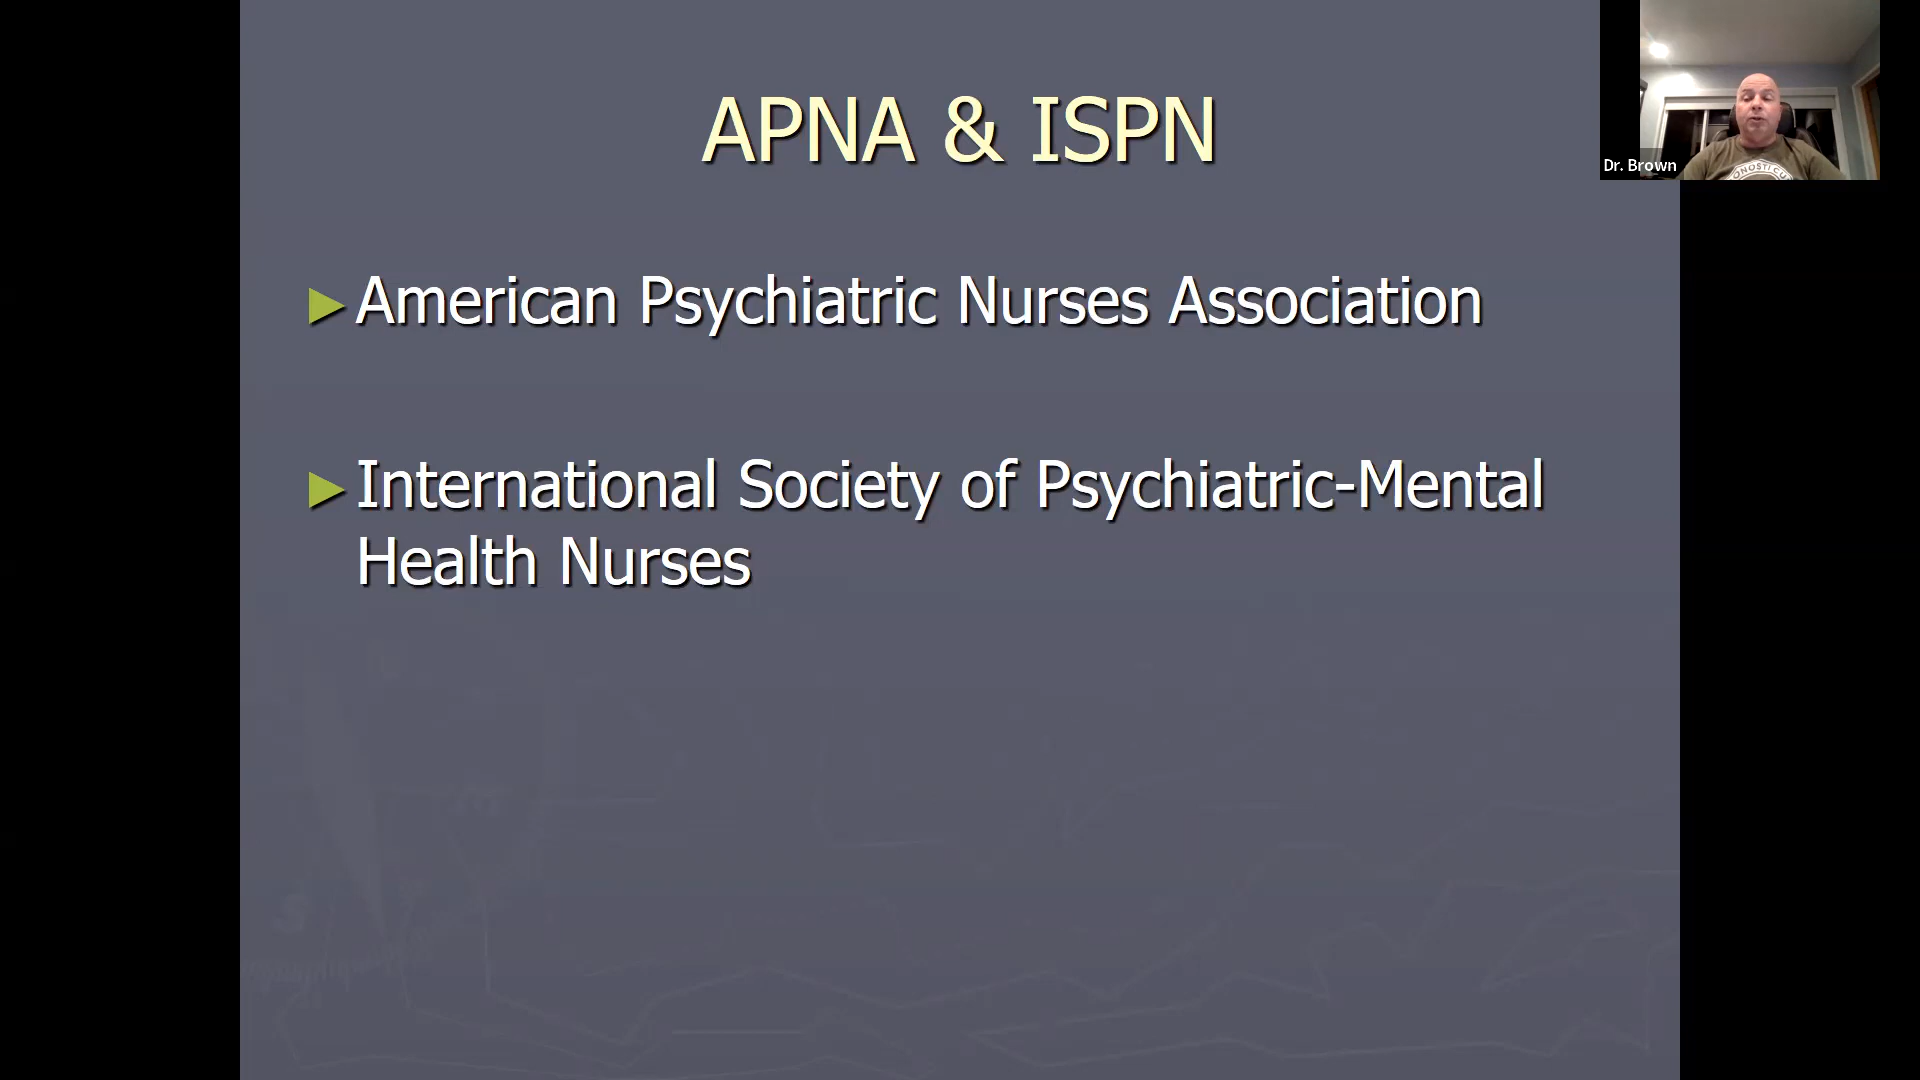 APNA & ISPN
Dr. Brown
►American Psychiatric Nurses Association
►International Society of Psychiatric-Mental
Health Nurses